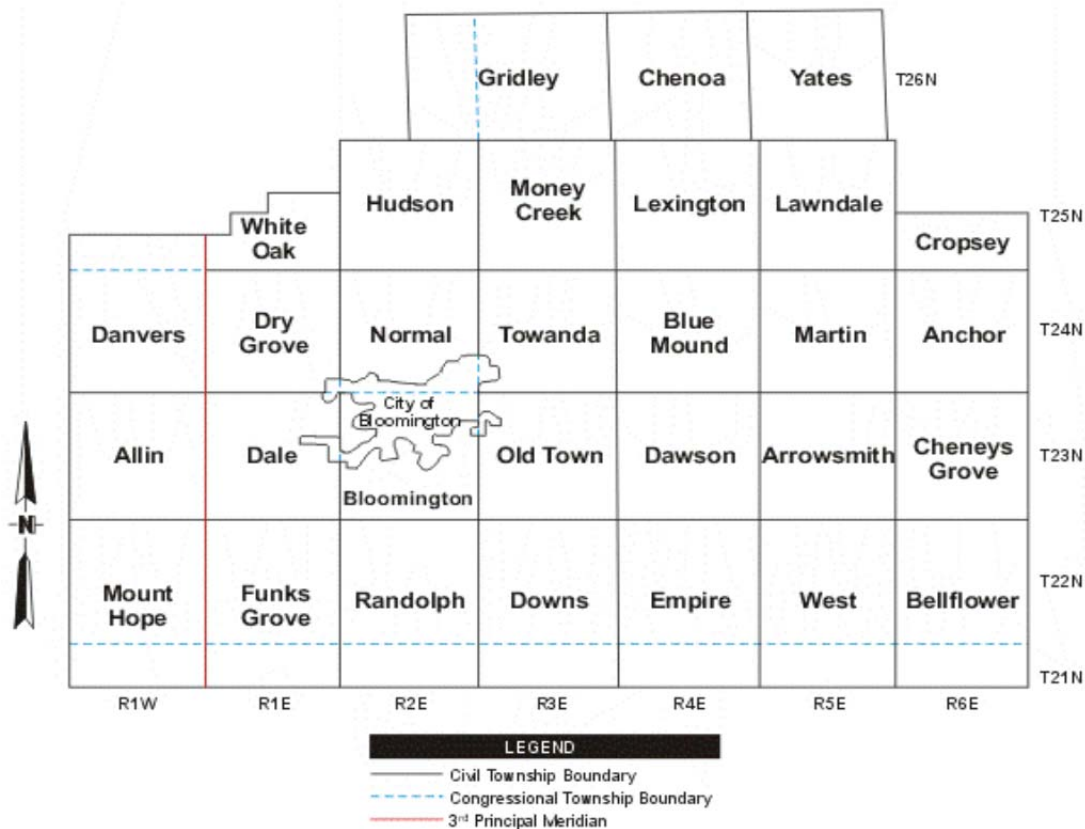 Gridley
Chenoa
Yates
T26N
Hudson
Money
Creek
Lexington
Lawndale
T25N
White
Oak
Cropsey
Danvers
Dry
Grove
Normal
Towanda
Blue
Mound
Martin
Anchor
T24N
City of
Bloomington
Allin
Dale
Old Town
Dawson
Arrowsmith
Cheneys
Grove
T23N
Bloomington
N
Mount
Hope
Funks
Grove
Randolph
Downs
Empire
West
Bellflower
T22N
T21N
R1W
R1E
R2E
R3E
R4E
R5E
R6E
LEGEND
Civil Township Boundary
Congressional Township Boundary
3rd Principal Meridian